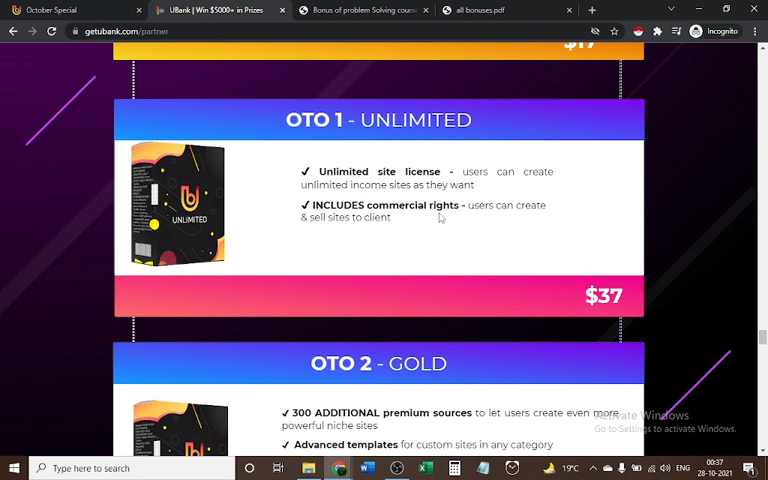 October Special
UBank | Win $5000+ in Prizes
Bonus of problem Solving course
all bonuses.pdf
getubank.com/partner
Incognito
$17
OTO 1 - UNLIMITED
✓ Unlimited site license - users can create
unlimited income sites as they want
✓ INCLUDES commercial rights - users can create
& sell sites to client
UNLIMITED
$37
OTO 2 - GOLD
✓ 300 ADDITIONAL premium sources to let users create even more
powerful niche sites
✓ Advanced templates for custom sites in any category
Activate Windows
Go to Settings to activate Windows.
Type here to search
19°C
ENG
00:37
28-10-2021